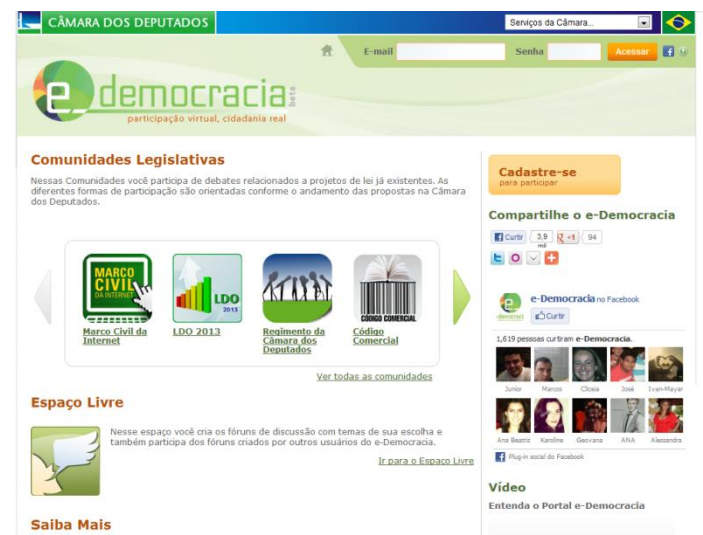 CÂMARA DOS DEPUTADOS
Serviços da Câmara...
E-mail
Senha
Acessar
e democracia beta
participação virtual, cidadania real
Comunidades Legislativas
Nessas Comunidades você participa de debates relacionados a projetos de lei já existentes. As
diferentes formas de participação são orientadas conforme o andamento das propostas na Câmara
dos Deputados.
MARCO
CIVIL
DA INTERNET
LDO
2013
CÓDIGO COMERCIAL
Marco Civil da
Internet
LDO 2013
Regimento da
Câmara dos
Deputados
Código
Comercial
Ver todas as comunidades
Espaço Livre
Nesse espaço você cria os fóruns de discussão com temas de sua escolha e
também participa dos fóruns criados por outros usuários do e-Democracia.
Ir para o Espaço Livre
Saiba Mais
Cadastre-se
para participar
Compartilhe o e-Democracia
Curtir
3,9
mil
+1
94
e-Democracia no Facebook
Curtir
1,619 pessoas curtiram e-Democracia.
Junior
Marcos
Cliceia
José
Ivan-Mayar
Ana Beatriz
Karoline
Geovana
ANA
Alessandra
Plug-in social do Facebook
Vídeo
Entenda o Portal e-Democracia